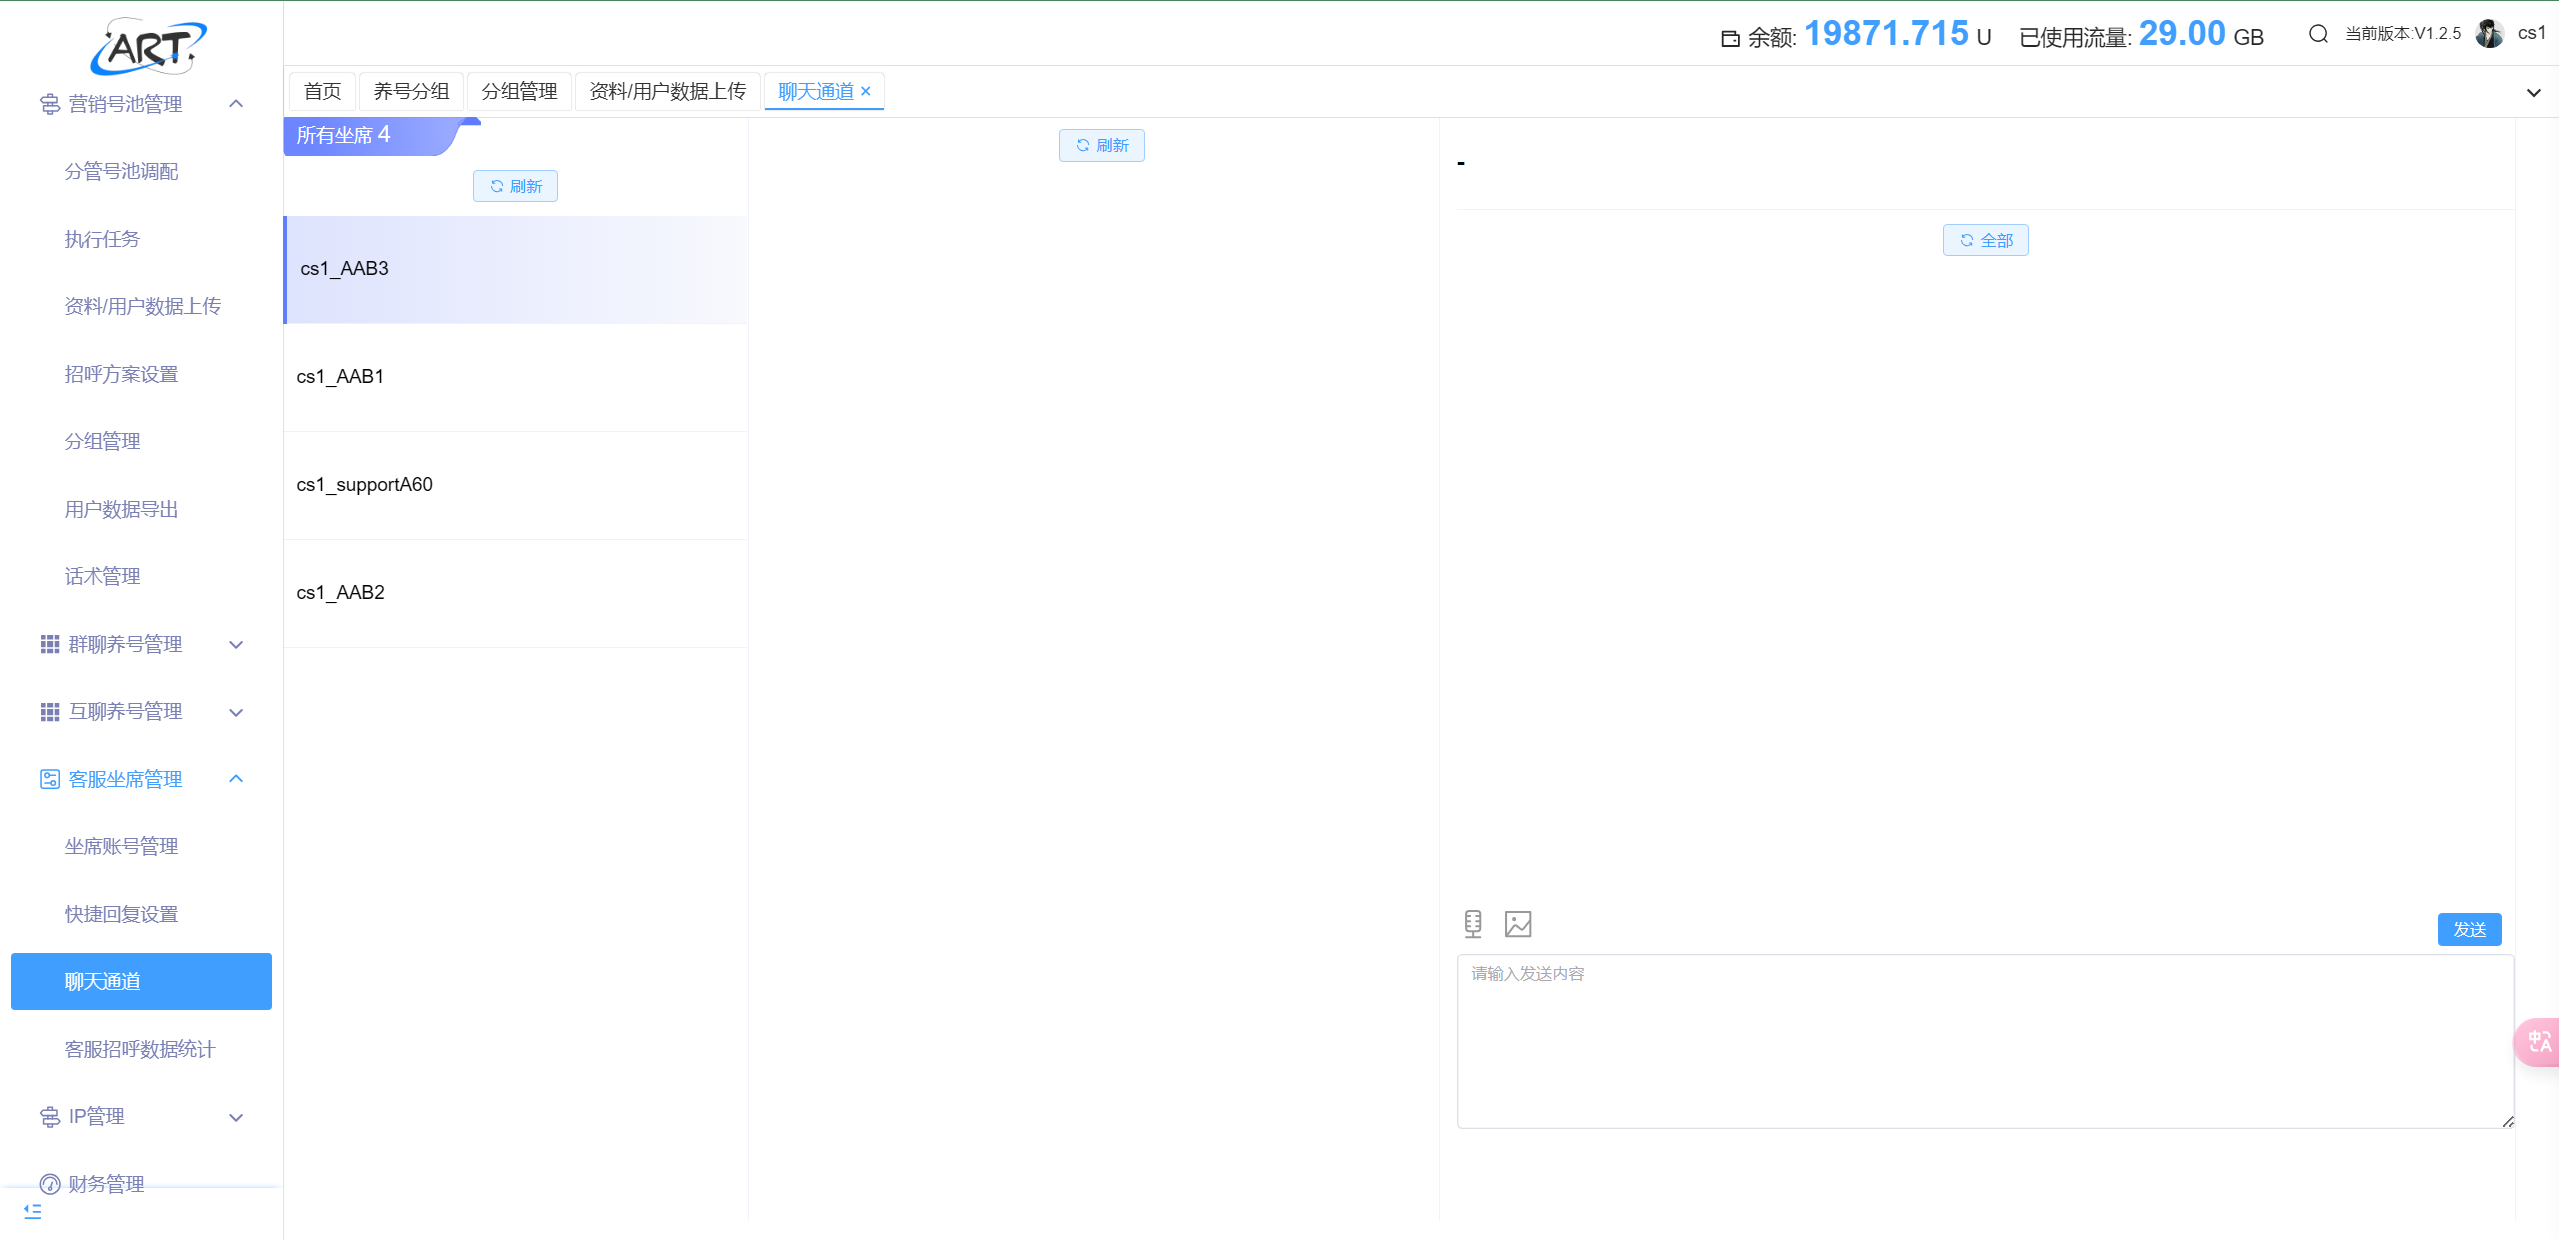 ART
余额: 19871.715 U 已使用流量: 29.00 GB 当前版本:V1.2.5 cs1
首页 养号分组 分组管理 资料/用户数据上传 聊天通道
营销号池管理
分管号池调配
执行任务
资料/用户数据上传
招呼方案设置
分组管理
用户数据导出
话术管理
群聊养号管理
互聊养号管理
客服坐席管理
坐席账号管理
快捷回复设置
聊天通道
客服招呼数据统计
IP管理
财务管理
所有坐席 4
刷新
cs1_AAB3
cs1_AAB1
cs1_supportA60
cs1_AAB2
刷新
-
全部
发送
请输入发送内容
中A